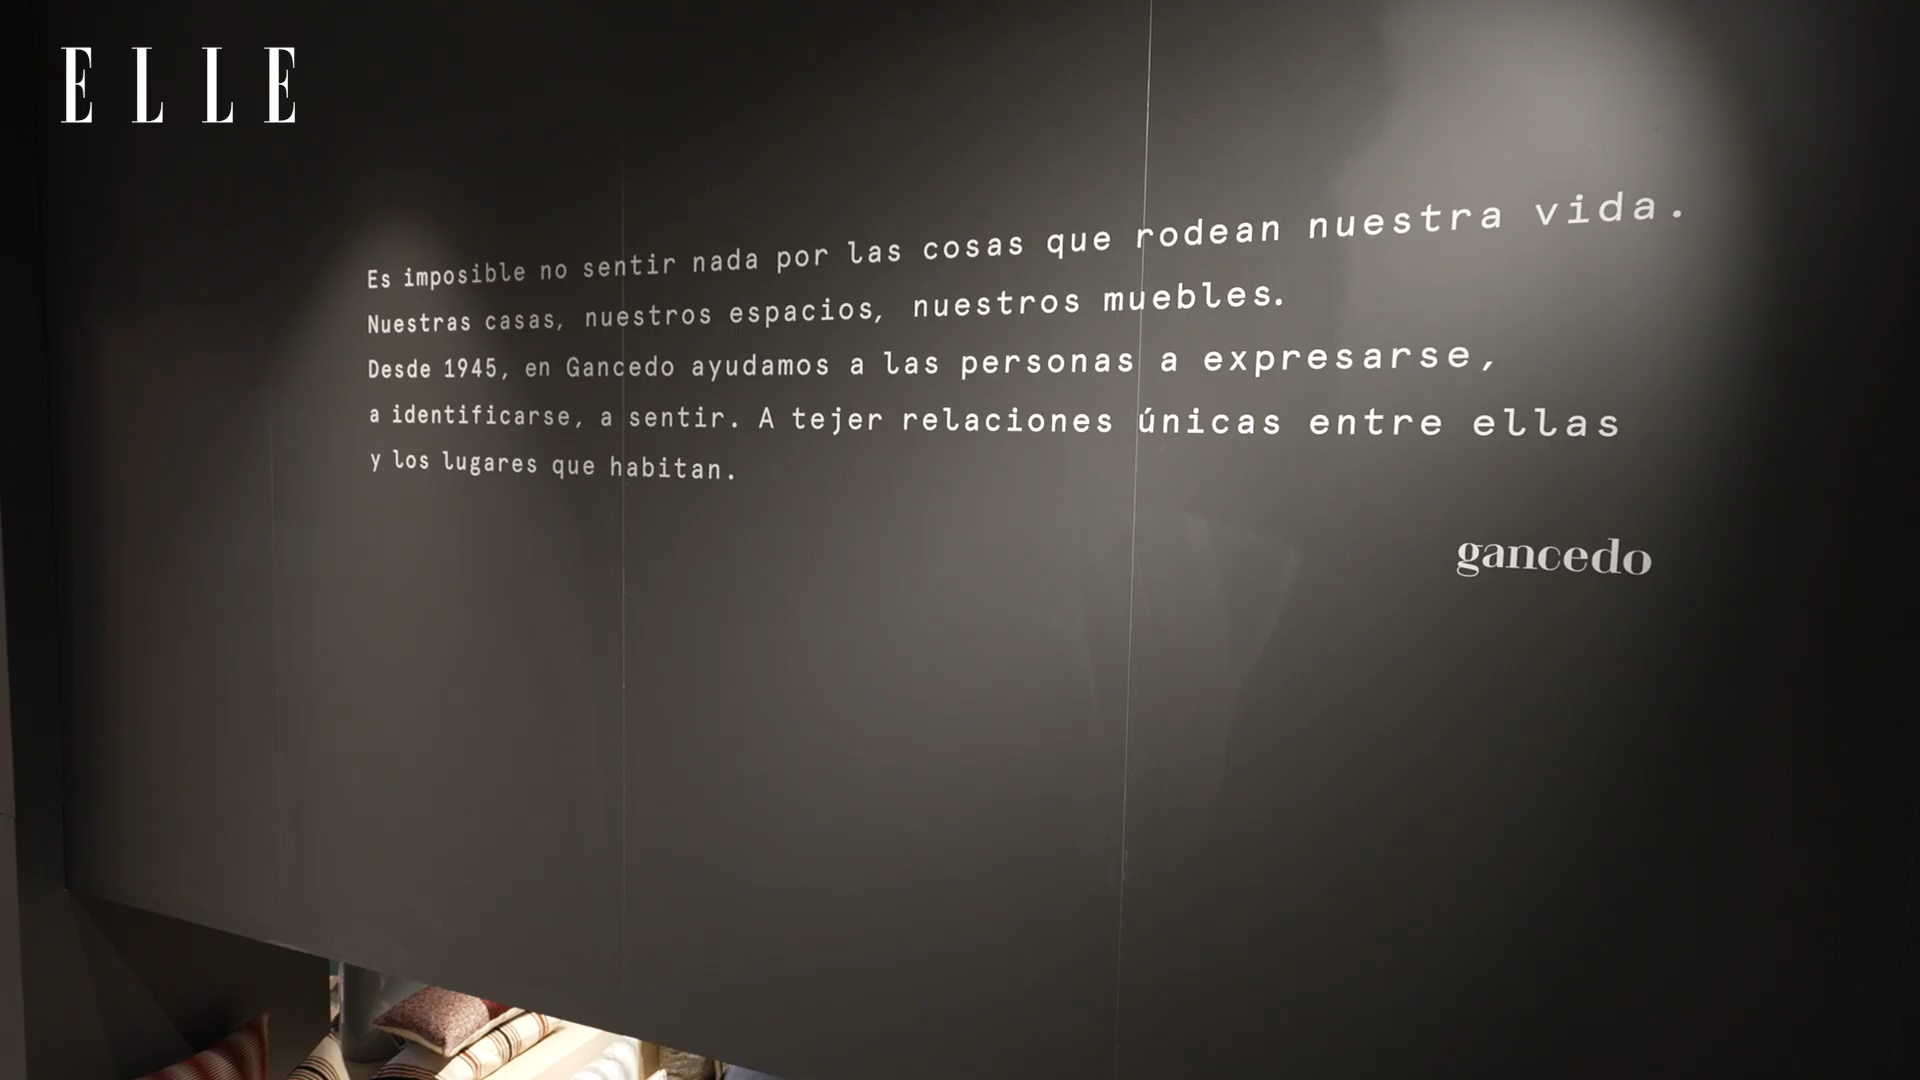 ELLE
Es imposible no sentir nada por las cosas que rodean nuestra vida.
Nuestras casas, nuestros espacios, nuestros muebles.
Desde 1945, en Gancedo ayudamos a las personas a expresarse,
a identificarse, a sentir. A tejer relaciones únicas entre ellas
y los lugares que habitan.
gancedo